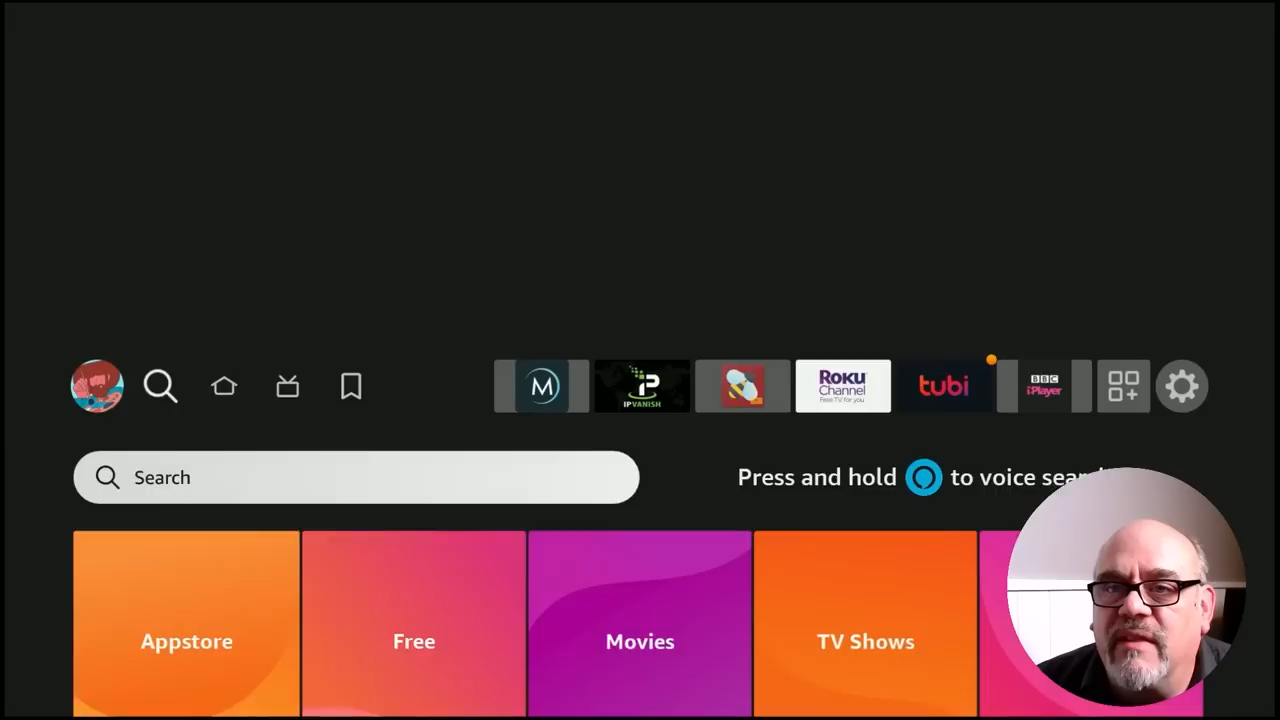 M
IP
IPVANISH
ROKU
Channel
Free TV for you
tubi
BBC
iPlayer
Search
Press and hold to voice sear
Appstore
Free
Movies
TV Shows